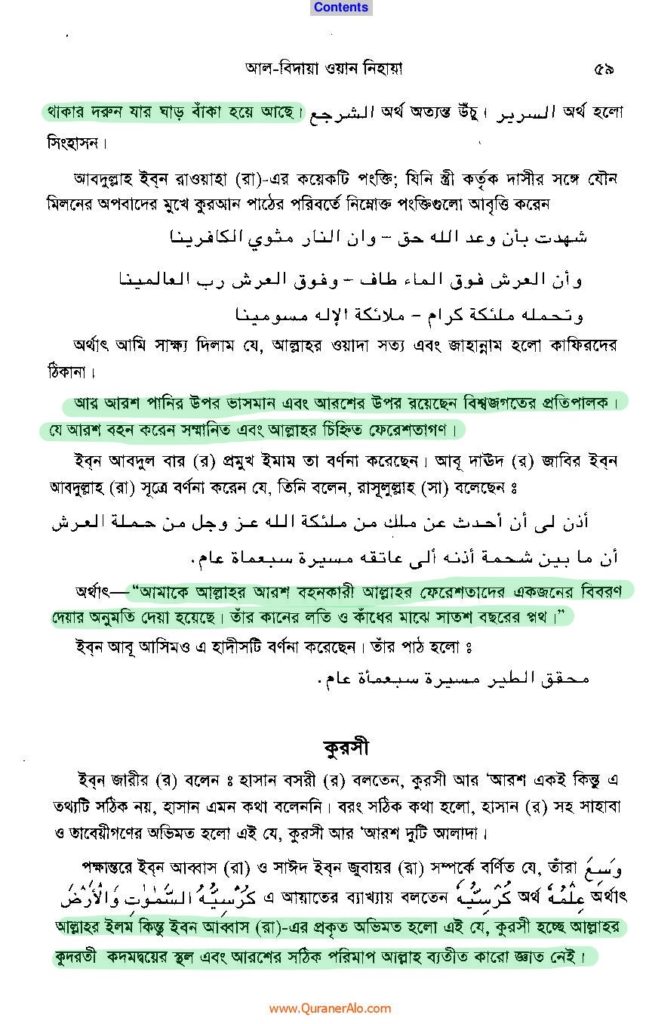 Contents
আল-বিদায়া ওয়ান নিহায়া ৫৯
থাকার দরুন যার ঘাড় বাঁকা হয়ে আছে। الشرجع অর্থ অত্যন্ত উঁচু। السرير অর্থ হলো
সিংহাসন।
আবদুল্লাহ ইব্‌ন রাওয়াহা (রা)-এর কয়েকটি পংক্তি; যিনি স্ত্রী কর্তৃক দাসীর সঙ্গে যৌন
মিলনের অপবাদের মুখে কুরআন পাঠের পরিবর্তে নিম্নোক্ত পংক্তিগুলো আবৃত্তি করেন
شهدت بأن وعد الله حق – وان النار مثوي الكافرينا
وأن العرش فوق الماء طاف – وفوق العرش رب العالمينا
وتحمله ملئكة كرام – ملائكة الإله مسومينا
অর্থাৎ আমি সাক্ষ্য দিলাম যে, আল্লাহর ওয়াদা সত্য এবং জাহান্নাম হলো কাফিরদের
ঠিকানা।
আর আরশ পানির উপর ভাসমান এবং আরশের উপর রয়েছেন বিশ্বজগতের প্রতিপালক।
যে আরশ বহন করেন সম্মানিত এবং আল্লাহর চিহ্নিত ফেরেশতাগণ।
ইব্‌ন আবদুল বার (র) প্রমুখ ইমাম তা বর্ণনা করেছেন। আবূ দাঊদ (র) জাবির ইব্‌ন
আবদুল্লাহ (রা) সূত্রে বর্ণনা করেন যে, তিনি বলেন, রাসূলুল্লাহ (সা) বলেছেন ঃ
أذن لى أن أحدث عن ملك من ملئكة الله عز وجل من حملة العرش
أن ما بين شحمة أذنه ألى عاتقه مسيرة سبعمأة عام.
অর্থাৎ—“আমাকে আল্লাহর আরশ বহনকারী আল্লাহর ফেরেশতাদের একজনের বিবরণ
দেয়ার অনুমতি দেয়া হয়েছে। তাঁর কানের লতি ও কাঁধের মাঝে সাতশ বছরের পথ।”
ইব্‌ন আবূ আসিমও এ হাদীসটি বর্ণনা করেছেন। তাঁর পাঠ হলো ঃ
محقق الطير مسيرة سبعمأة عام.
কুরসী
ইব্‌ন জারীর (র) বলেন ঃ হাসান বসরী (র) বলতেন, কুরসী আর ‘আরশ একই কিন্তু এ
তথ্যটি সঠিক নয়, হাসান এমন কথা বলেননি। বরং সঠিক কথা হলো, হাসান (র) সহ সাহাবা
ও তাবেয়ীগণের অভিমত হলো এই যে, কুরসী আর ‘আরশ দুটি আলাদা।
পক্ষান্তরে ইব্‌ন আব্বাস (রা) ও সাঈদ ইব্‌ন জুবায়র (রা) সম্পর্কে বর্ণিত যে, তাঁরা وَسِعَ
كُرْسِيُّهُ السَّمٰوٰتِ وَالْأَرْضَ এ আয়াতের ব্যাখ্যায় বলতেন كُرْسِيُّهُ অর্থ عِلْمُهُ অর্থাৎ
আল্লাহর ইলম কিন্তু ইবন আব্বাস (রা)-এর প্রকৃত অভিমত হলো এই যে, কুরসী হচ্ছে আল্লাহর
কুদরতী কদমদ্বয়ের স্থল এবং আরশের সঠিক পরিমাপ আল্লাহ ব্যতীত কারো জ্ঞাত নেই।
www.QuranerAlo.com